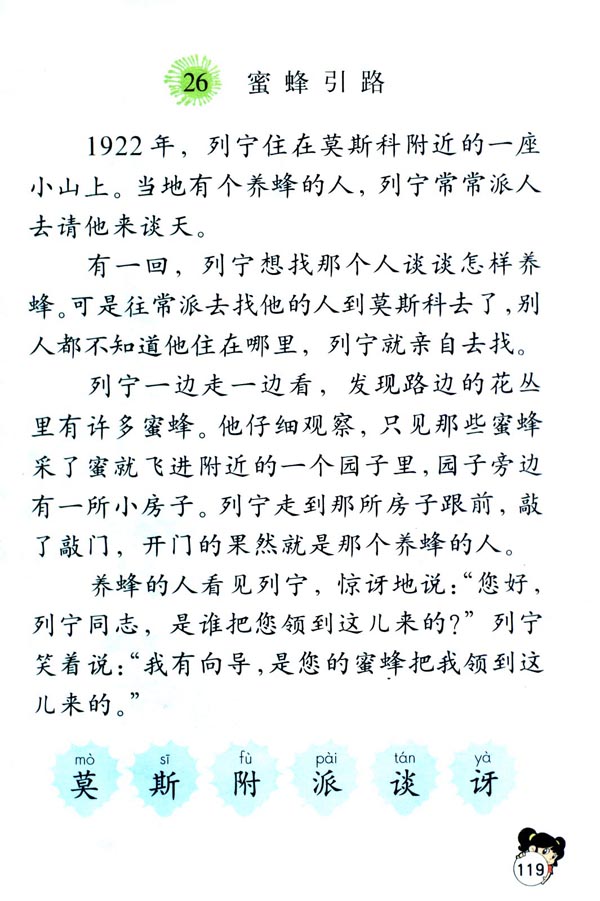 26 蜜蜂引路
1922年，列宁住在莫斯科附近的一座
小山上。当地有个养蜂的人，列宁常常派人
去请他来谈天。
有一回，列宁想找那个人谈谈怎样养
蜂。可是往常派去找他的人到莫斯科去了，别
人都不知道他住在哪里，列宁就亲自去找。
列宁一边走一边看，发现路边的花丛
里有许多蜜蜂。他仔细观察，只见那些蜜蜂
采了蜜就飞进附近的一个园子里，园子旁边
有一所小房子。列宁走到那所房子跟前，敲
了敲门，开门的果然就是那个养蜂的人。
养蜂的人看见列宁，惊讶地说：“您好，
列宁同志，是谁把您领到这儿来的？” 列宁
笑着说：“我有向导，是您的蜜蜂把我领到这
儿来的。”
mò sī fù pài tán yà
莫 斯 附 派 谈 讶
119